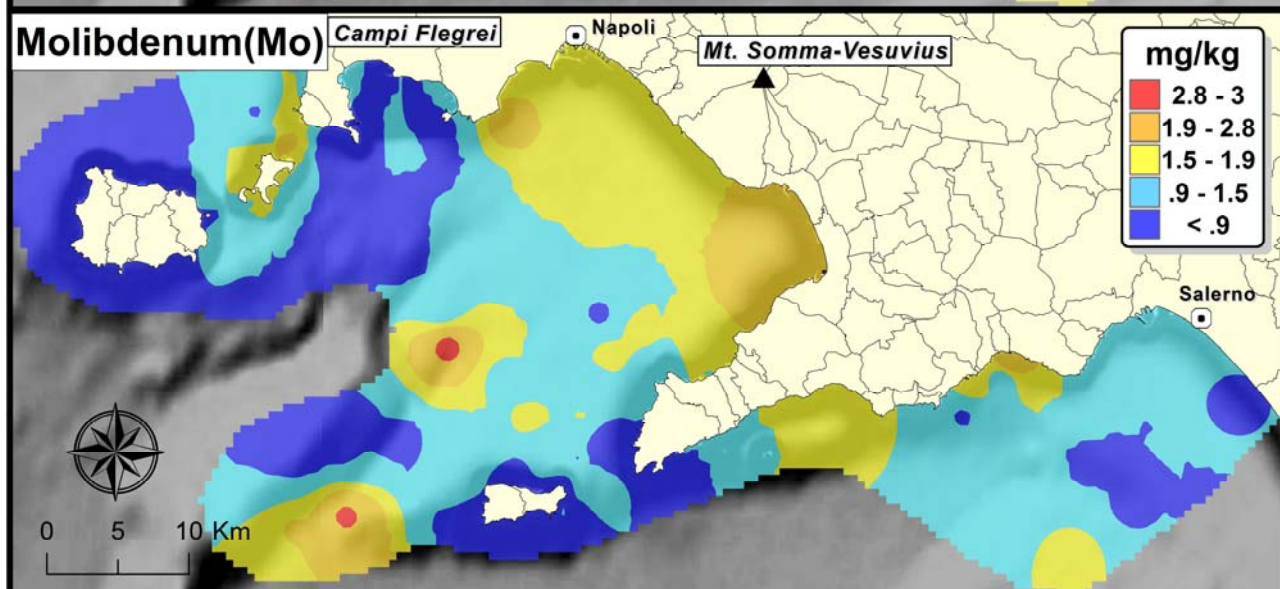 Molibdenum(Mo)
Campi Flegrei
Napoli
Mt. Somma-Vesuvius
mg/kg
2.8 - 3
1.9 - 2.8
1.5 - 1.9
.9 - 1.5
< .9
Salerno
0 5 10 Km